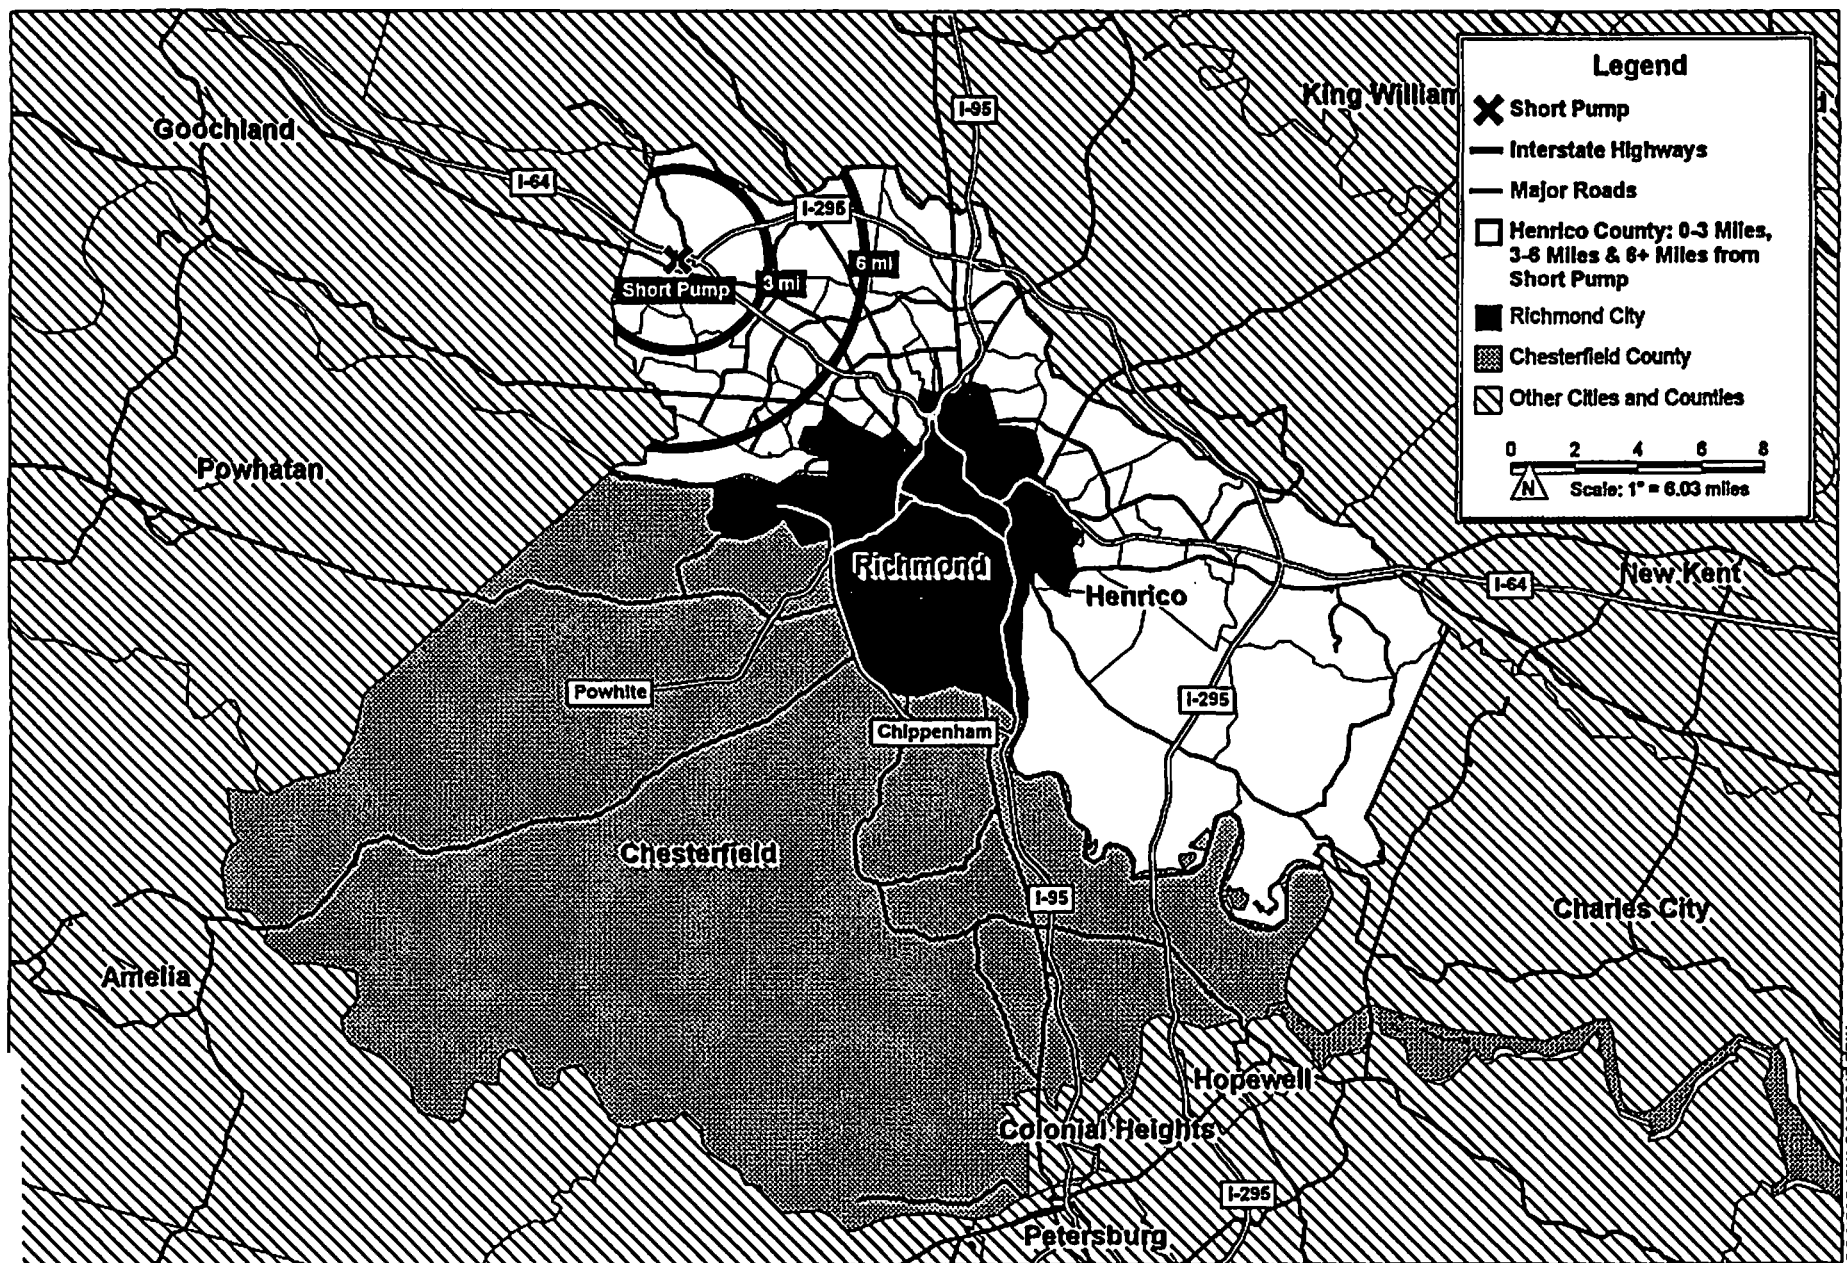 Legend
Short Pump
Interstate Highways
Major Roads
Henrico County: 0-3 Miles,
3-6 Miles & 6+ Miles from
Short Pump
Richmond City
Chesterfield County
Other Cities and Counties
0 2 4 6 8
N
Scale: 1" = 6.03 miles
King William
I-95
Goochland
I-64
I-295
6 mi
3 mi
Short Pump
Powhatan
Richmond
Henrico
New Kent
I-64
Powhite
I-295
Chippenham
Chesterfield
I-95
Charles City
Amelia
Hopewell
Colonial Heights
I-295
Petersburg